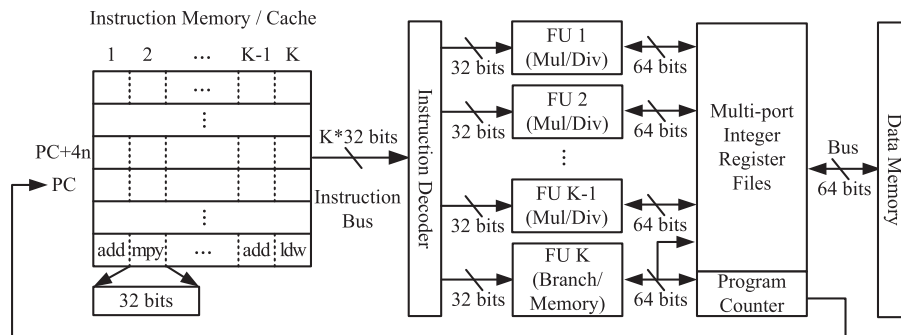 Instruction Memory / Cache
1 2 ... K-1 K
...
⋮
PC+4n
PC
⋮
add mpy ... add ldw
32 bits
K*32 bits
Instruction
Bus
Instruction Decoder
32 bits
32 bits
32 bits
32 bits
FU 1
(Mul/Div)
FU 2
(Mul/Div)
⋮
FU K-1
(Mul/Div)
FU K
(Branch/
Memory)
64 bits
64 bits
64 bits
64 bits
Multi-port
Integer
Register
Files
Program
Counter
Bus
64 bits
Data Memory